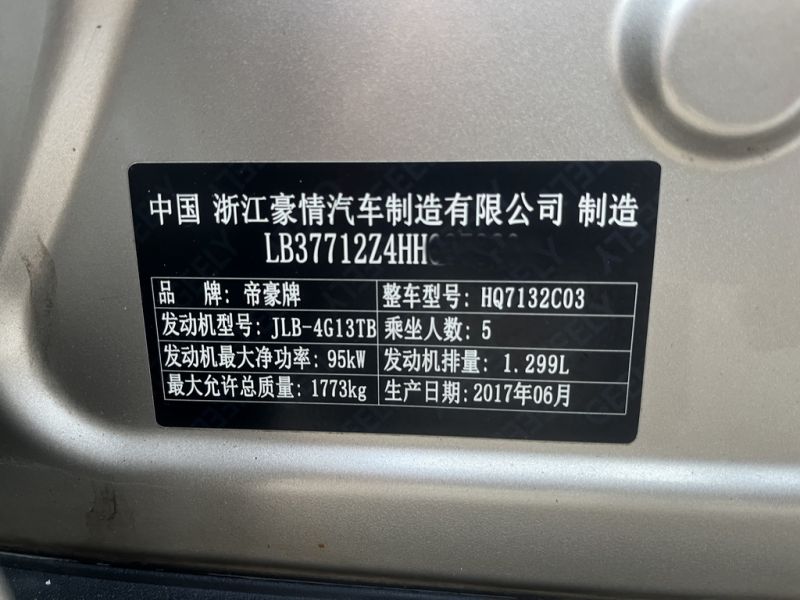 中国 浙江豪情汽车制造有限公司 制造
LB37712Z4HH
品 牌: 帝豪牌 整车型号: HQ7132C03
发动机型号: JLB-4G13TB 乘坐人数: 5
发动机最大净功率: 95kW 发动机排量: 1.299L
最大允许总质量: 1773kg 生产日期: 2017年06月